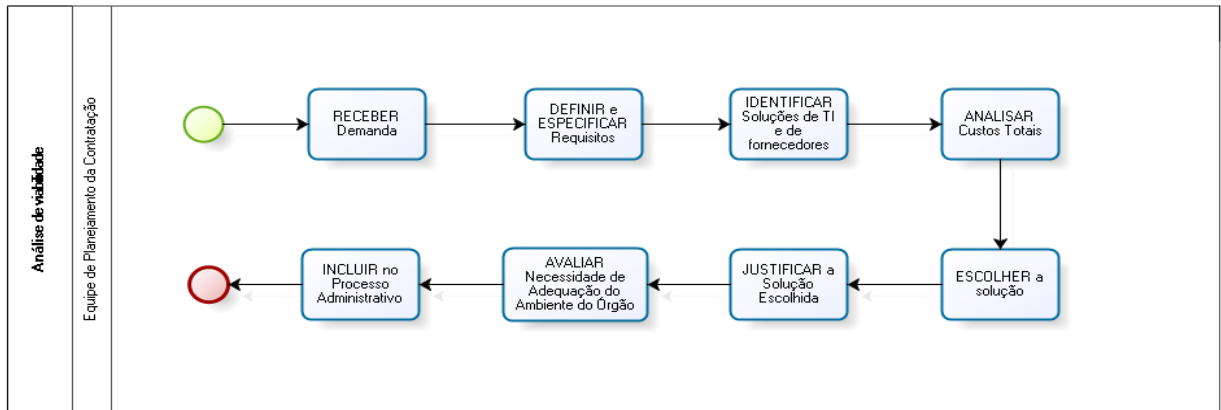 Análise de viabilidade
Equipe de Planejamento da Contratação
RECEBER
Demanda
DEFINIR e
ESPECIFICAR
Requisitos
IDENTIFICAR
Soluções de TI
e de
fornecedores
ANALISAR
Custos Totais
ESCOLHER a
solução
JUSTIFICAR a
Solução
Escolhida
AVALIAR
Necessidade de
Adequação do
Ambiente do Órgão
INCLUIR no
Processo
Administrativo